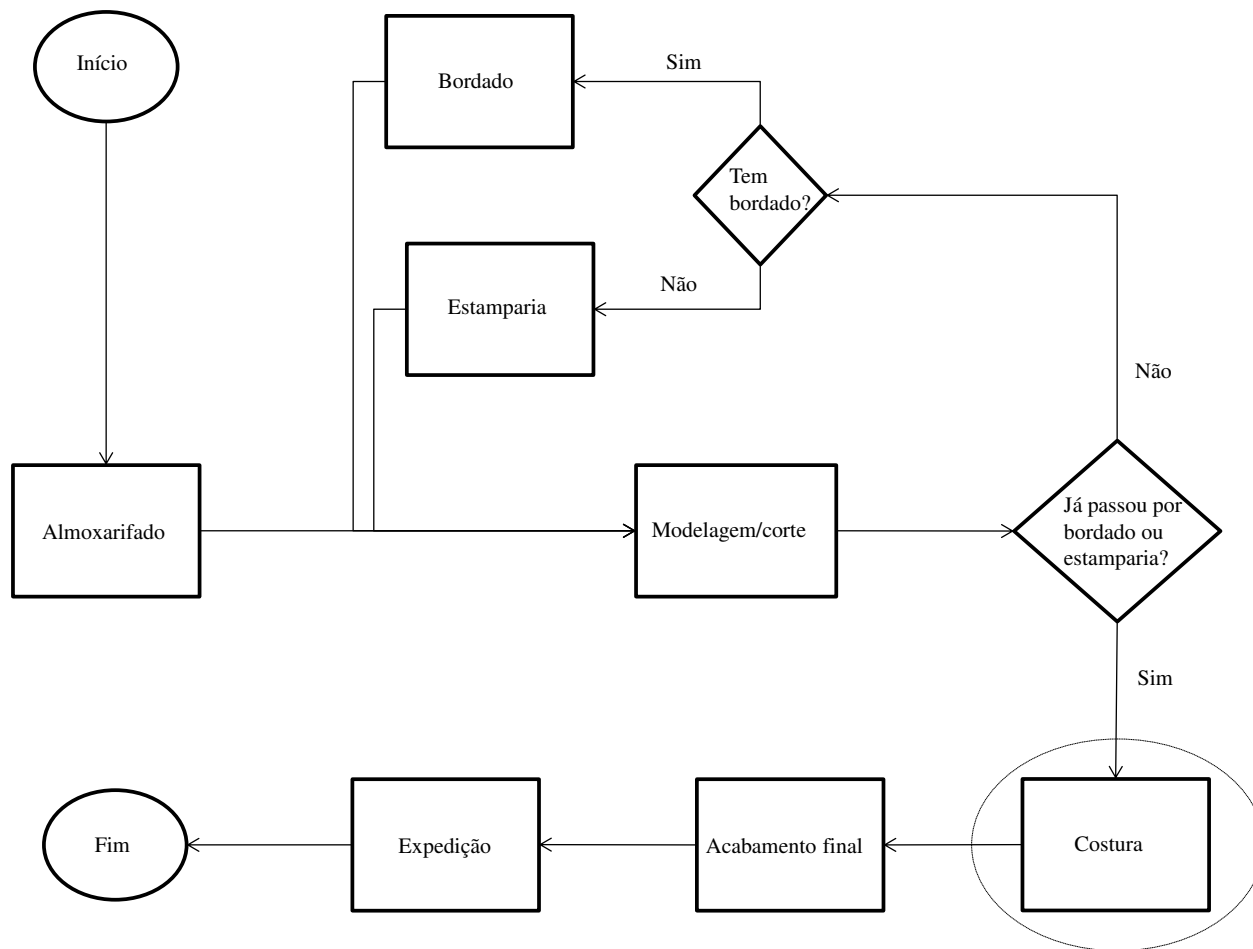 Início
Bordado
Sim
Tem
bordado?
Não
Estamparia
Não
Almoxarifado
Modelagem/corte
Já passou por
bordado ou
estamparia?
Sim
Fim
Expedição
Acabamento final
Costura